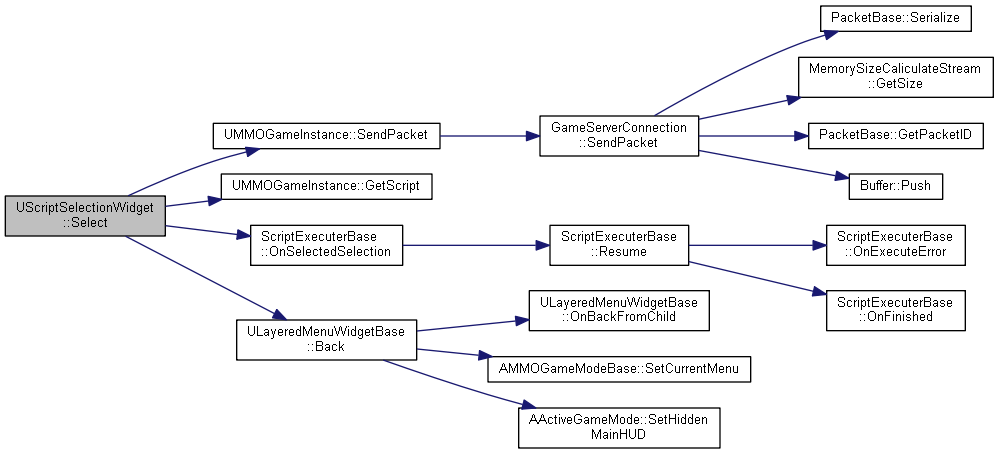 PacketBase::Serialize
MemorySizeCaliculateStream
::GetSize
UMMOGameInstance::SendPacket
GameServerConnection
::SendPacket
PacketBase::GetPacketID
UMMOGameInstance::GetScript
Buffer::Push
UScriptSelectionWidget
::Select
ScriptExecuterBase
::OnSelectedSelection
ScriptExecuterBase
::Resume
ScriptExecuterBase
::OnExecuteError
ScriptExecuterBase
::OnFinished
ULayeredMenuWidgetBase
::Back
ULayeredMenuWidgetBase
::OnBackFromChild
AMMOGameModeBase::SetCurrentMenu
AActiveGameMode::SetHidden
MainHUD